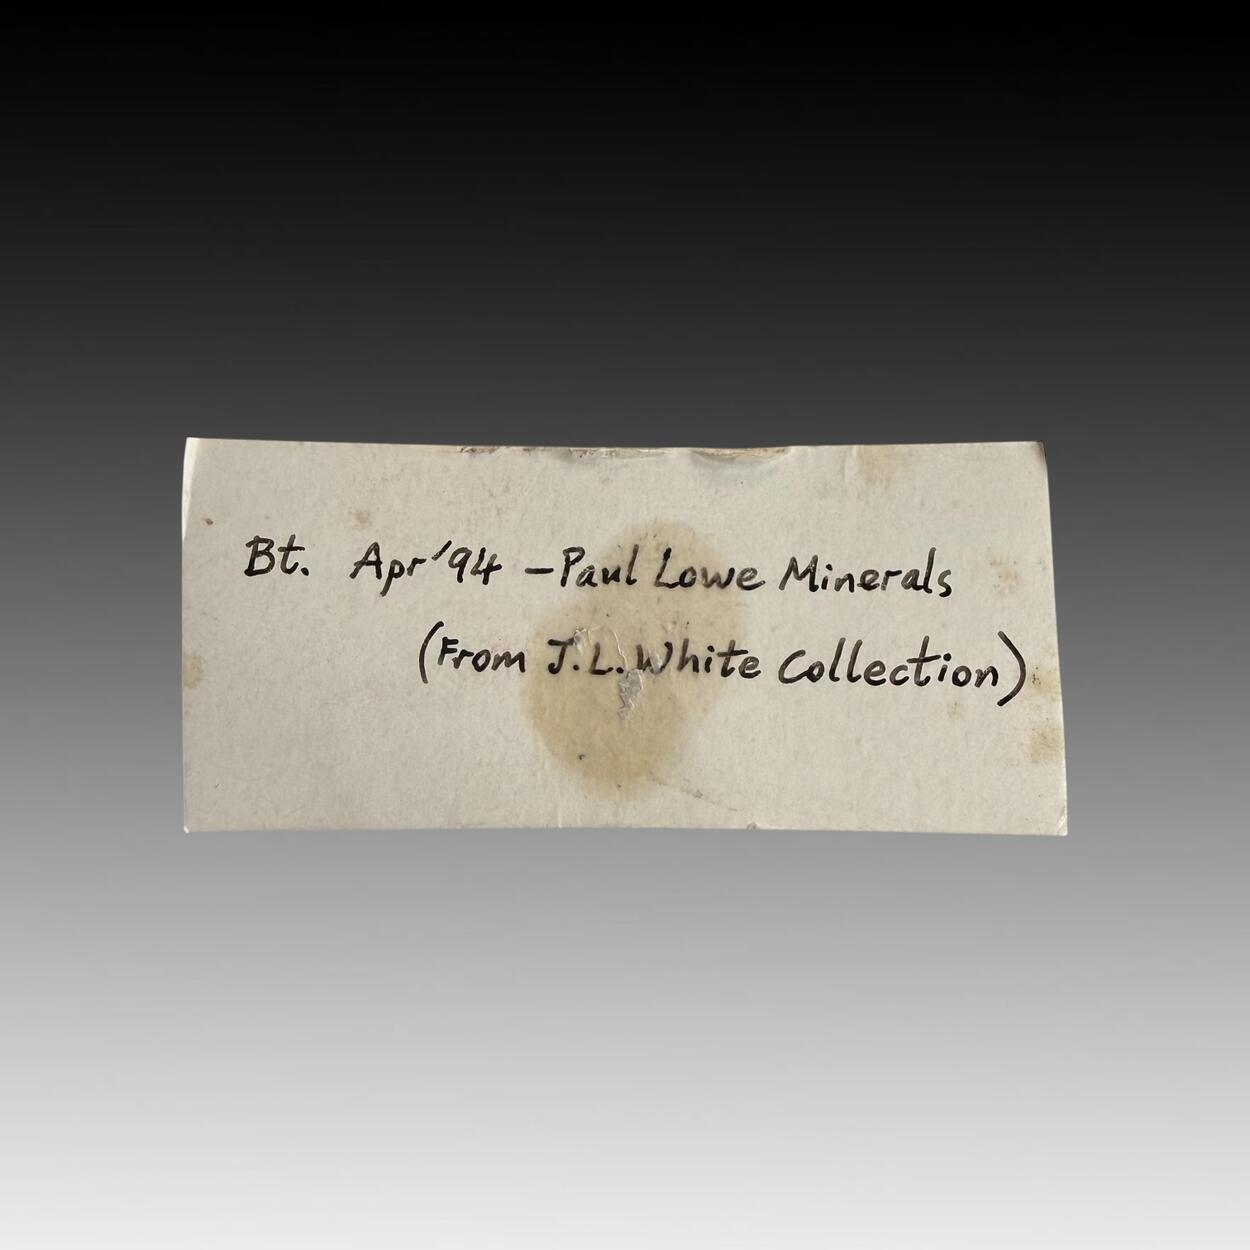 Bt. Apr '94 - Paul Lowe Minerals
(From J.L. White Collection)